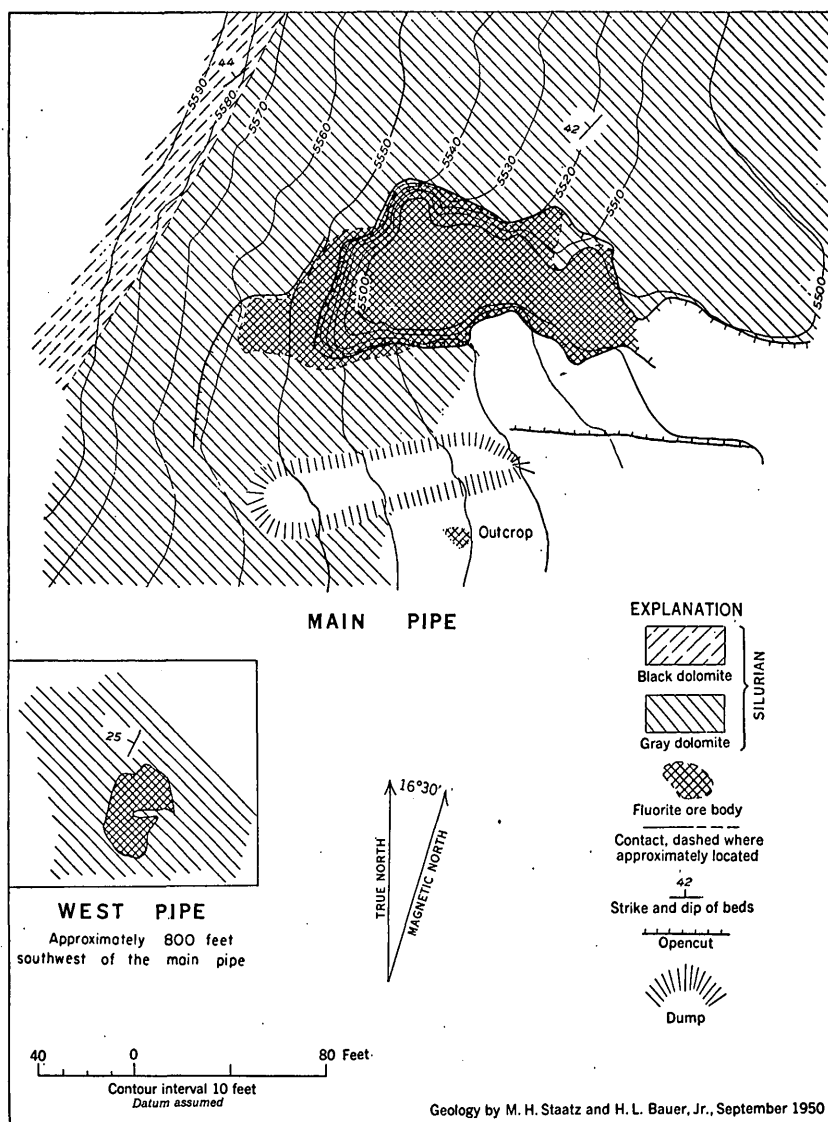 44
5590
5580
5570
5560
5550
5540
42
5530
5520
5510
5500
5500
Outcrop
MAIN PIPE
EXPLANATION
Black dolomite
Gray dolomite
SILURIAN
Fluorite ore body
Contact, dashed where
approximately located
42
Strike and dip of beds
Opencut
Dump
25
WEST PIPE
Approximately 800 feet
southwest of the main pipe
16°30'
TRUE NORTH
MAGNETIC NORTH
40 0 80 Feet
Contour interval 10 feet
Datum assumed
Geology by M. H. Staatz and H. L. Bauer, Jr., September 1950